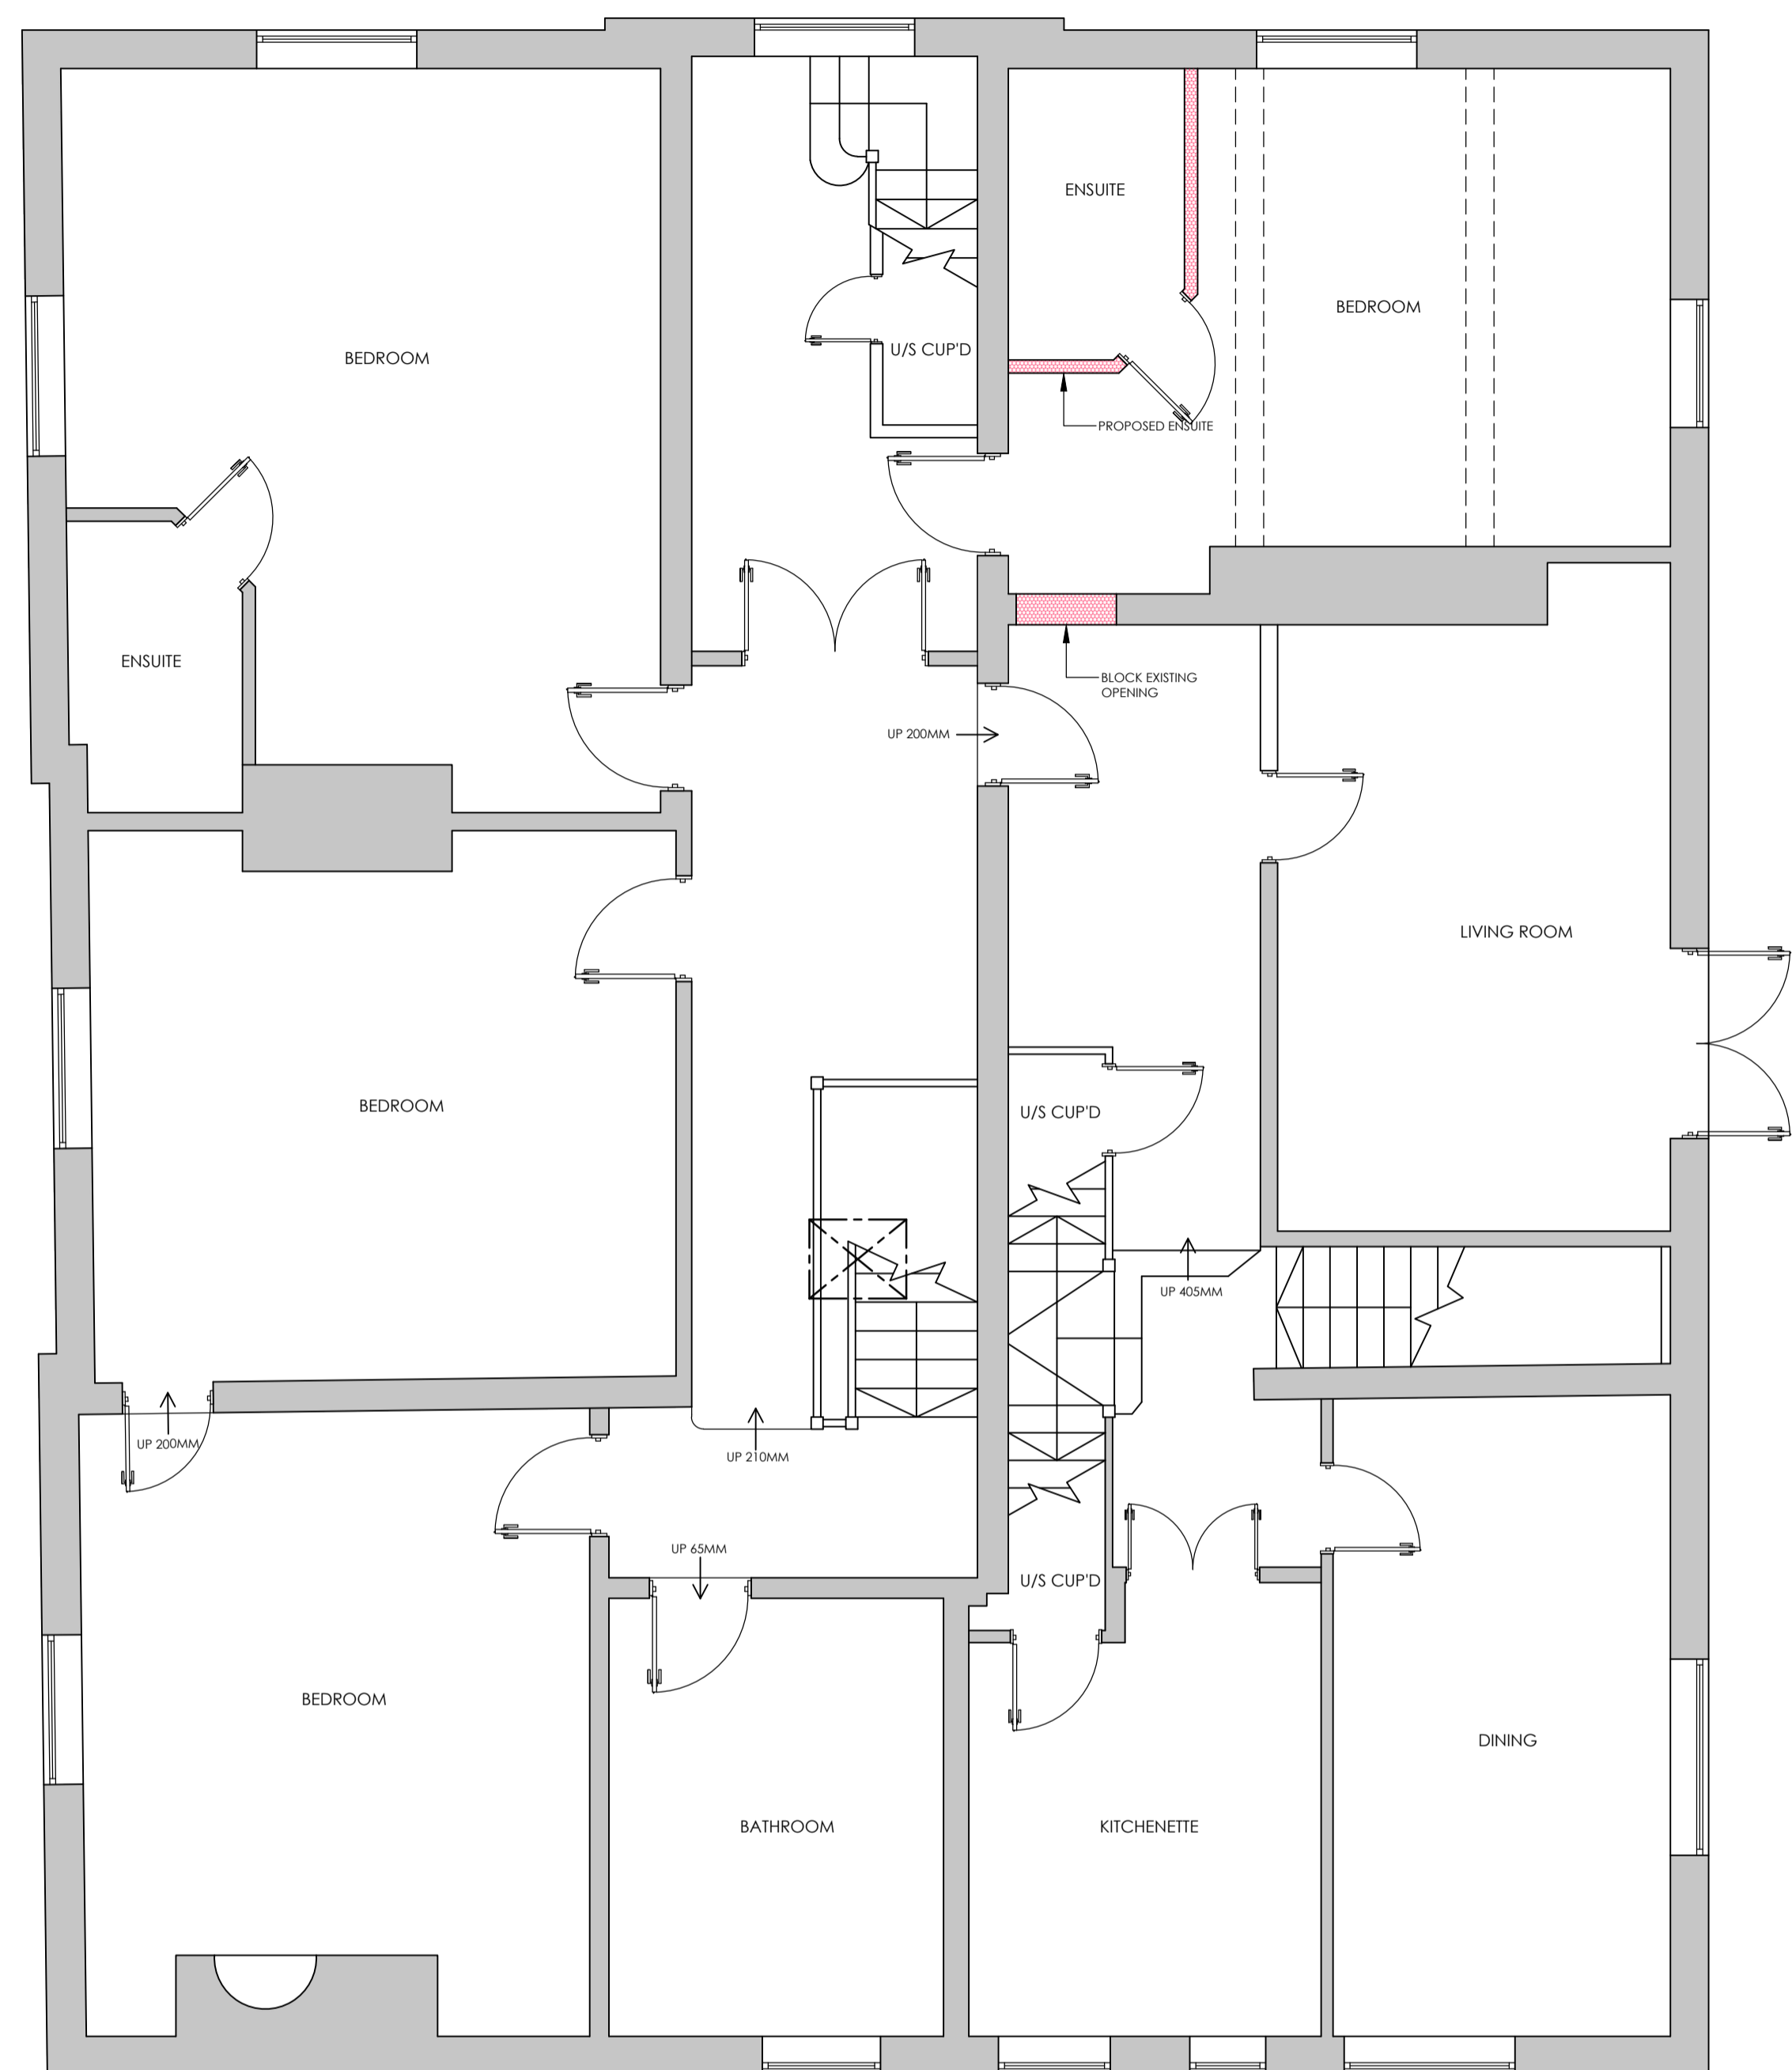 ENSUITE
BEDROOM
U/S CUP'D
BEDROOM
PROPOSED ENSUITE
ENSUITE
BLOCK EXISTING
OPENING
UP 200MM
LIVING ROOM
BEDROOM
U/S CUP'D
UP 405MM
UP 200MM
UP 210MM
UP 65MM
U/S CUP'D
BEDROOM
DINING
BATHROOM
KITCHENETTE